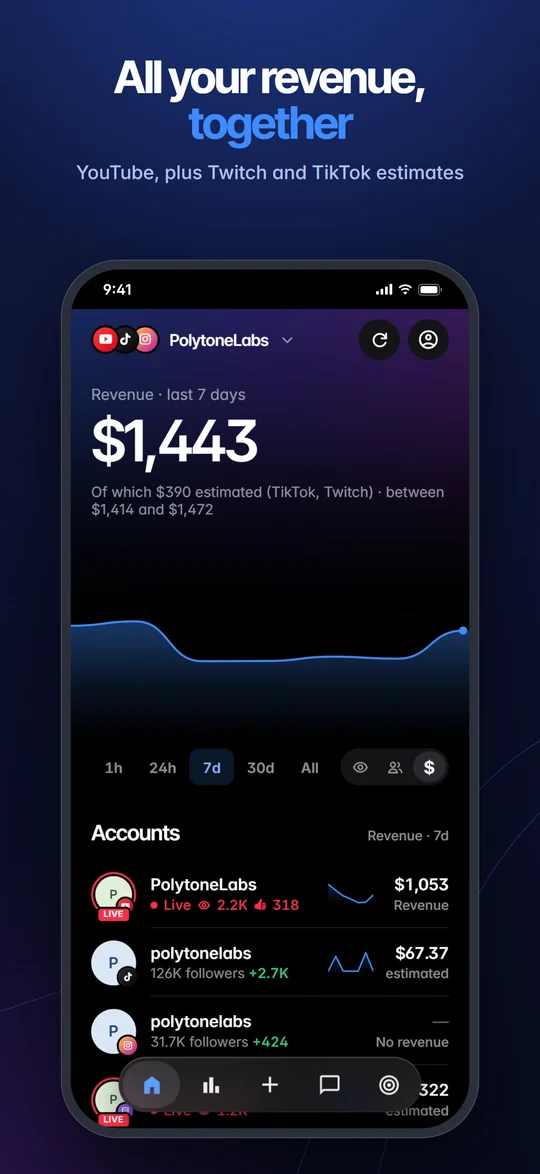 All your revenue,
together
YouTube, plus Twitch and TikTok estimates
9:41
PolytoneLabs
Revenue · last 7 days
$1,443
Of which $390 estimated (TikTok, Twitch) · between
$1,414 and $1,472
1h 24h 7d 30d All $
Accounts Revenue · 7d
P LIVE
PolytoneLabs $1,053
Live 2.2K 318 Revenue
P
polytonelabs $67.37
126K followers +2.7K estimated
P
polytonelabs —
31.7K followers +424 No revenue
P LIVE
322
Live 1.2K estimated